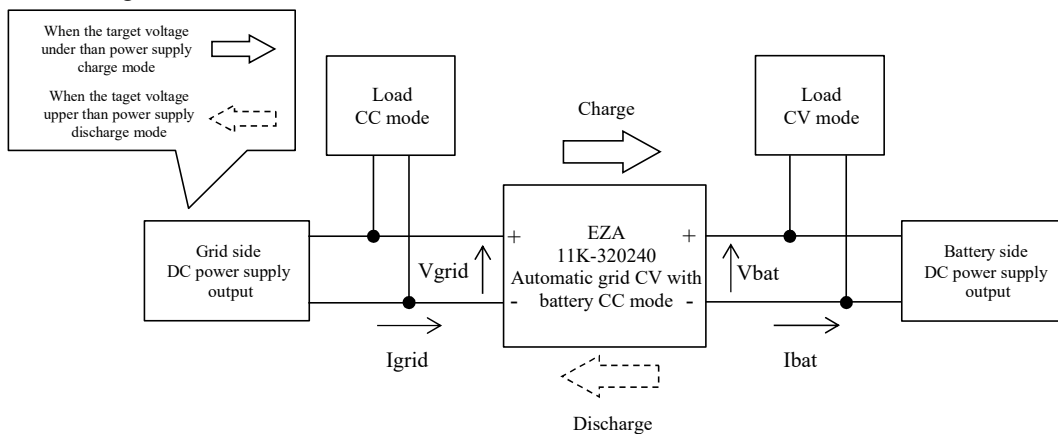 When the target voltage
under than power supply
charge mode
When the taget voltage
upper than power supply
discharge mode
Load
CC mode
Charge
Load
CV mode
Grid side
DC power supply
output
Vgrid
Igrid
+
-
EZA
11K-320240
Automatic grid CV with
battery CC mode
+
-
Vbat
Ibat
Battery side
DC power supply
output
Discharge